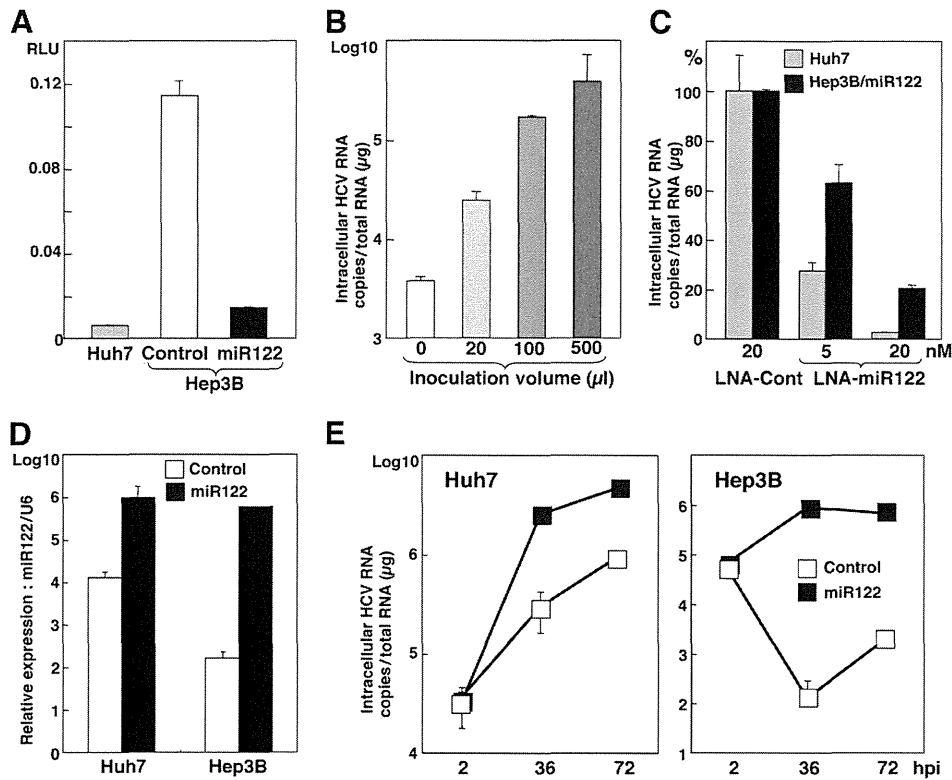 A
RLU
0.12
0.08
0.04
0
Huh7 Control miR122
Hep3B
B
Log10
5
4
3
Intracellular HCV RNA
copies/total RNA (µg)
0 20 100 500
Inoculation volume (µl)
C
%
100
80
60
40
20
0
Intracellular HCV RNA
copies/total RNA (µg)
Huh7
Hep3B/miR122
20 5 20 nM
LNA-Cont LNA-miR122
D
Log10
6
5
4
2
1
0
Relative expression : miR122/U6
Control
miR122
Huh7 Hep3B
E
Log10
6
5
4
Intracellular HCV RNA
copies/total RNA (µg)
Huh7
2 36 72
Hep3B
6
5
4
3
2
1
Control
miR122
2 36 72 hpi